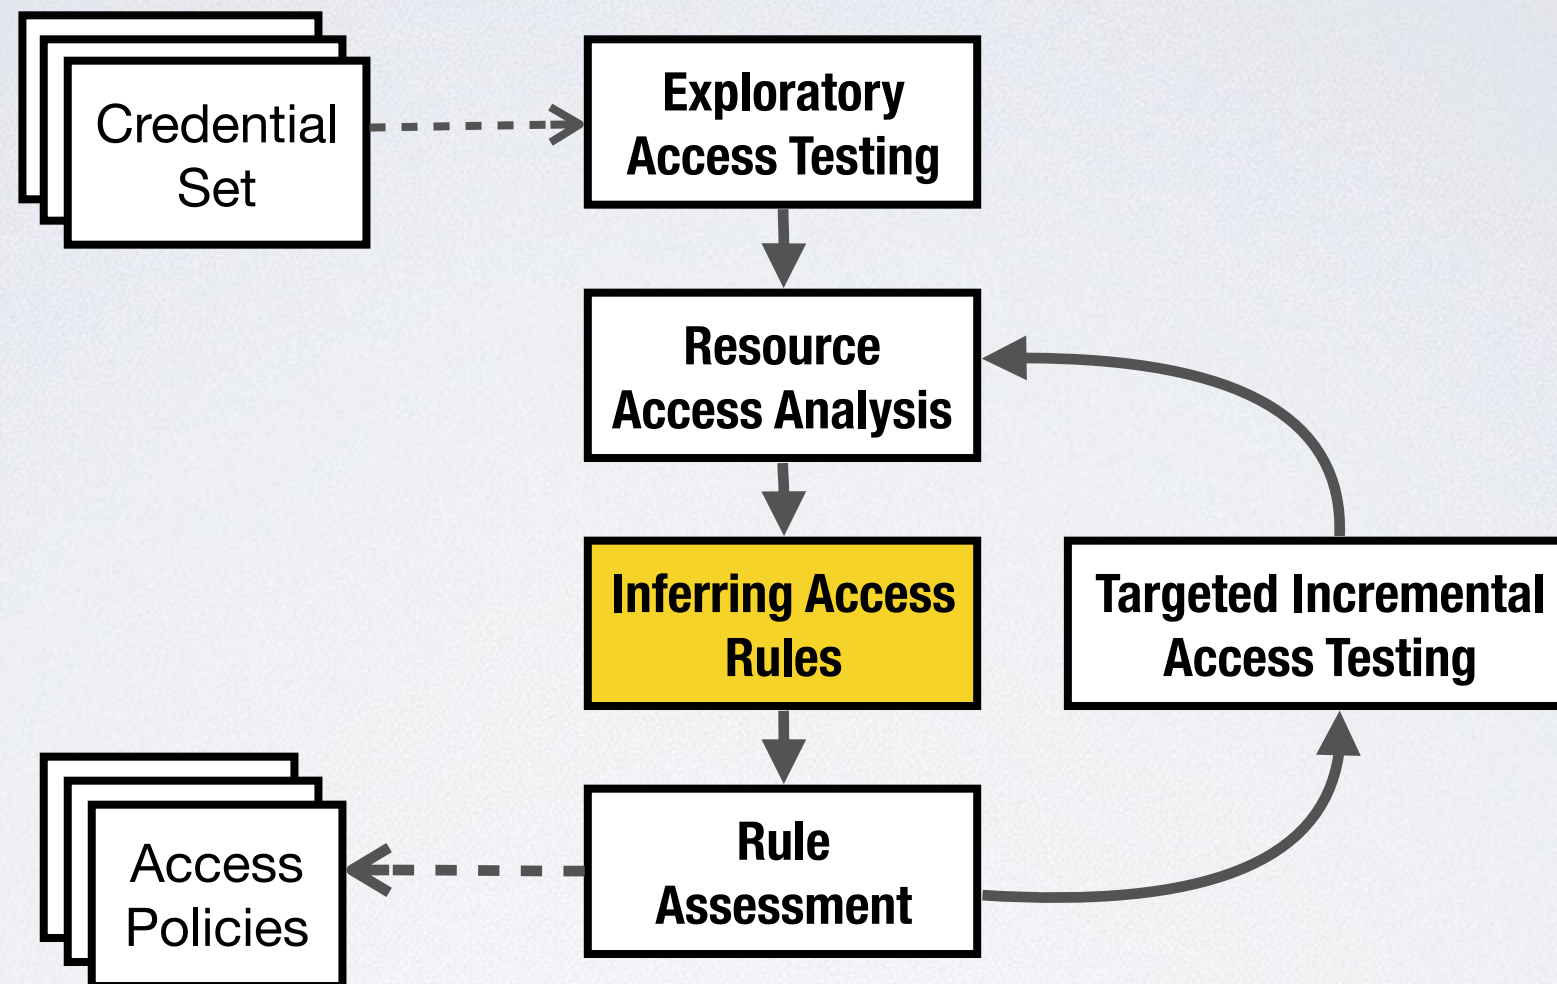 Credential
Set
Exploratory
Access Testing
Resource
Access Analysis
Inferring Access
Rules
Targeted Incremental
Access Testing
Access
Policies
Rule
Assessment